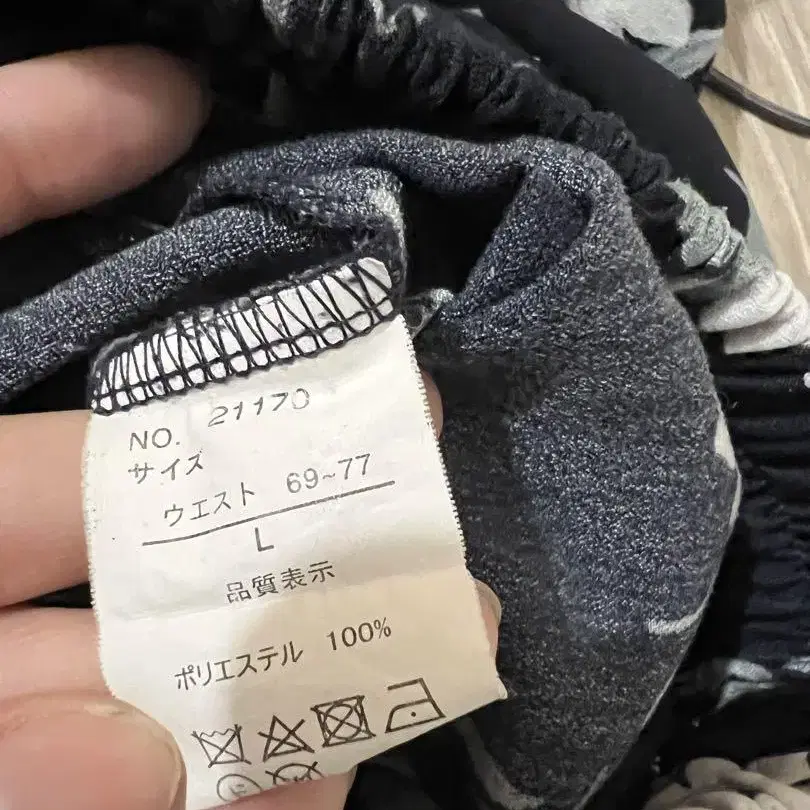 NO. 21170
サイズ
ウエスト 69~77
L
品質表示
ポリエステル 100%